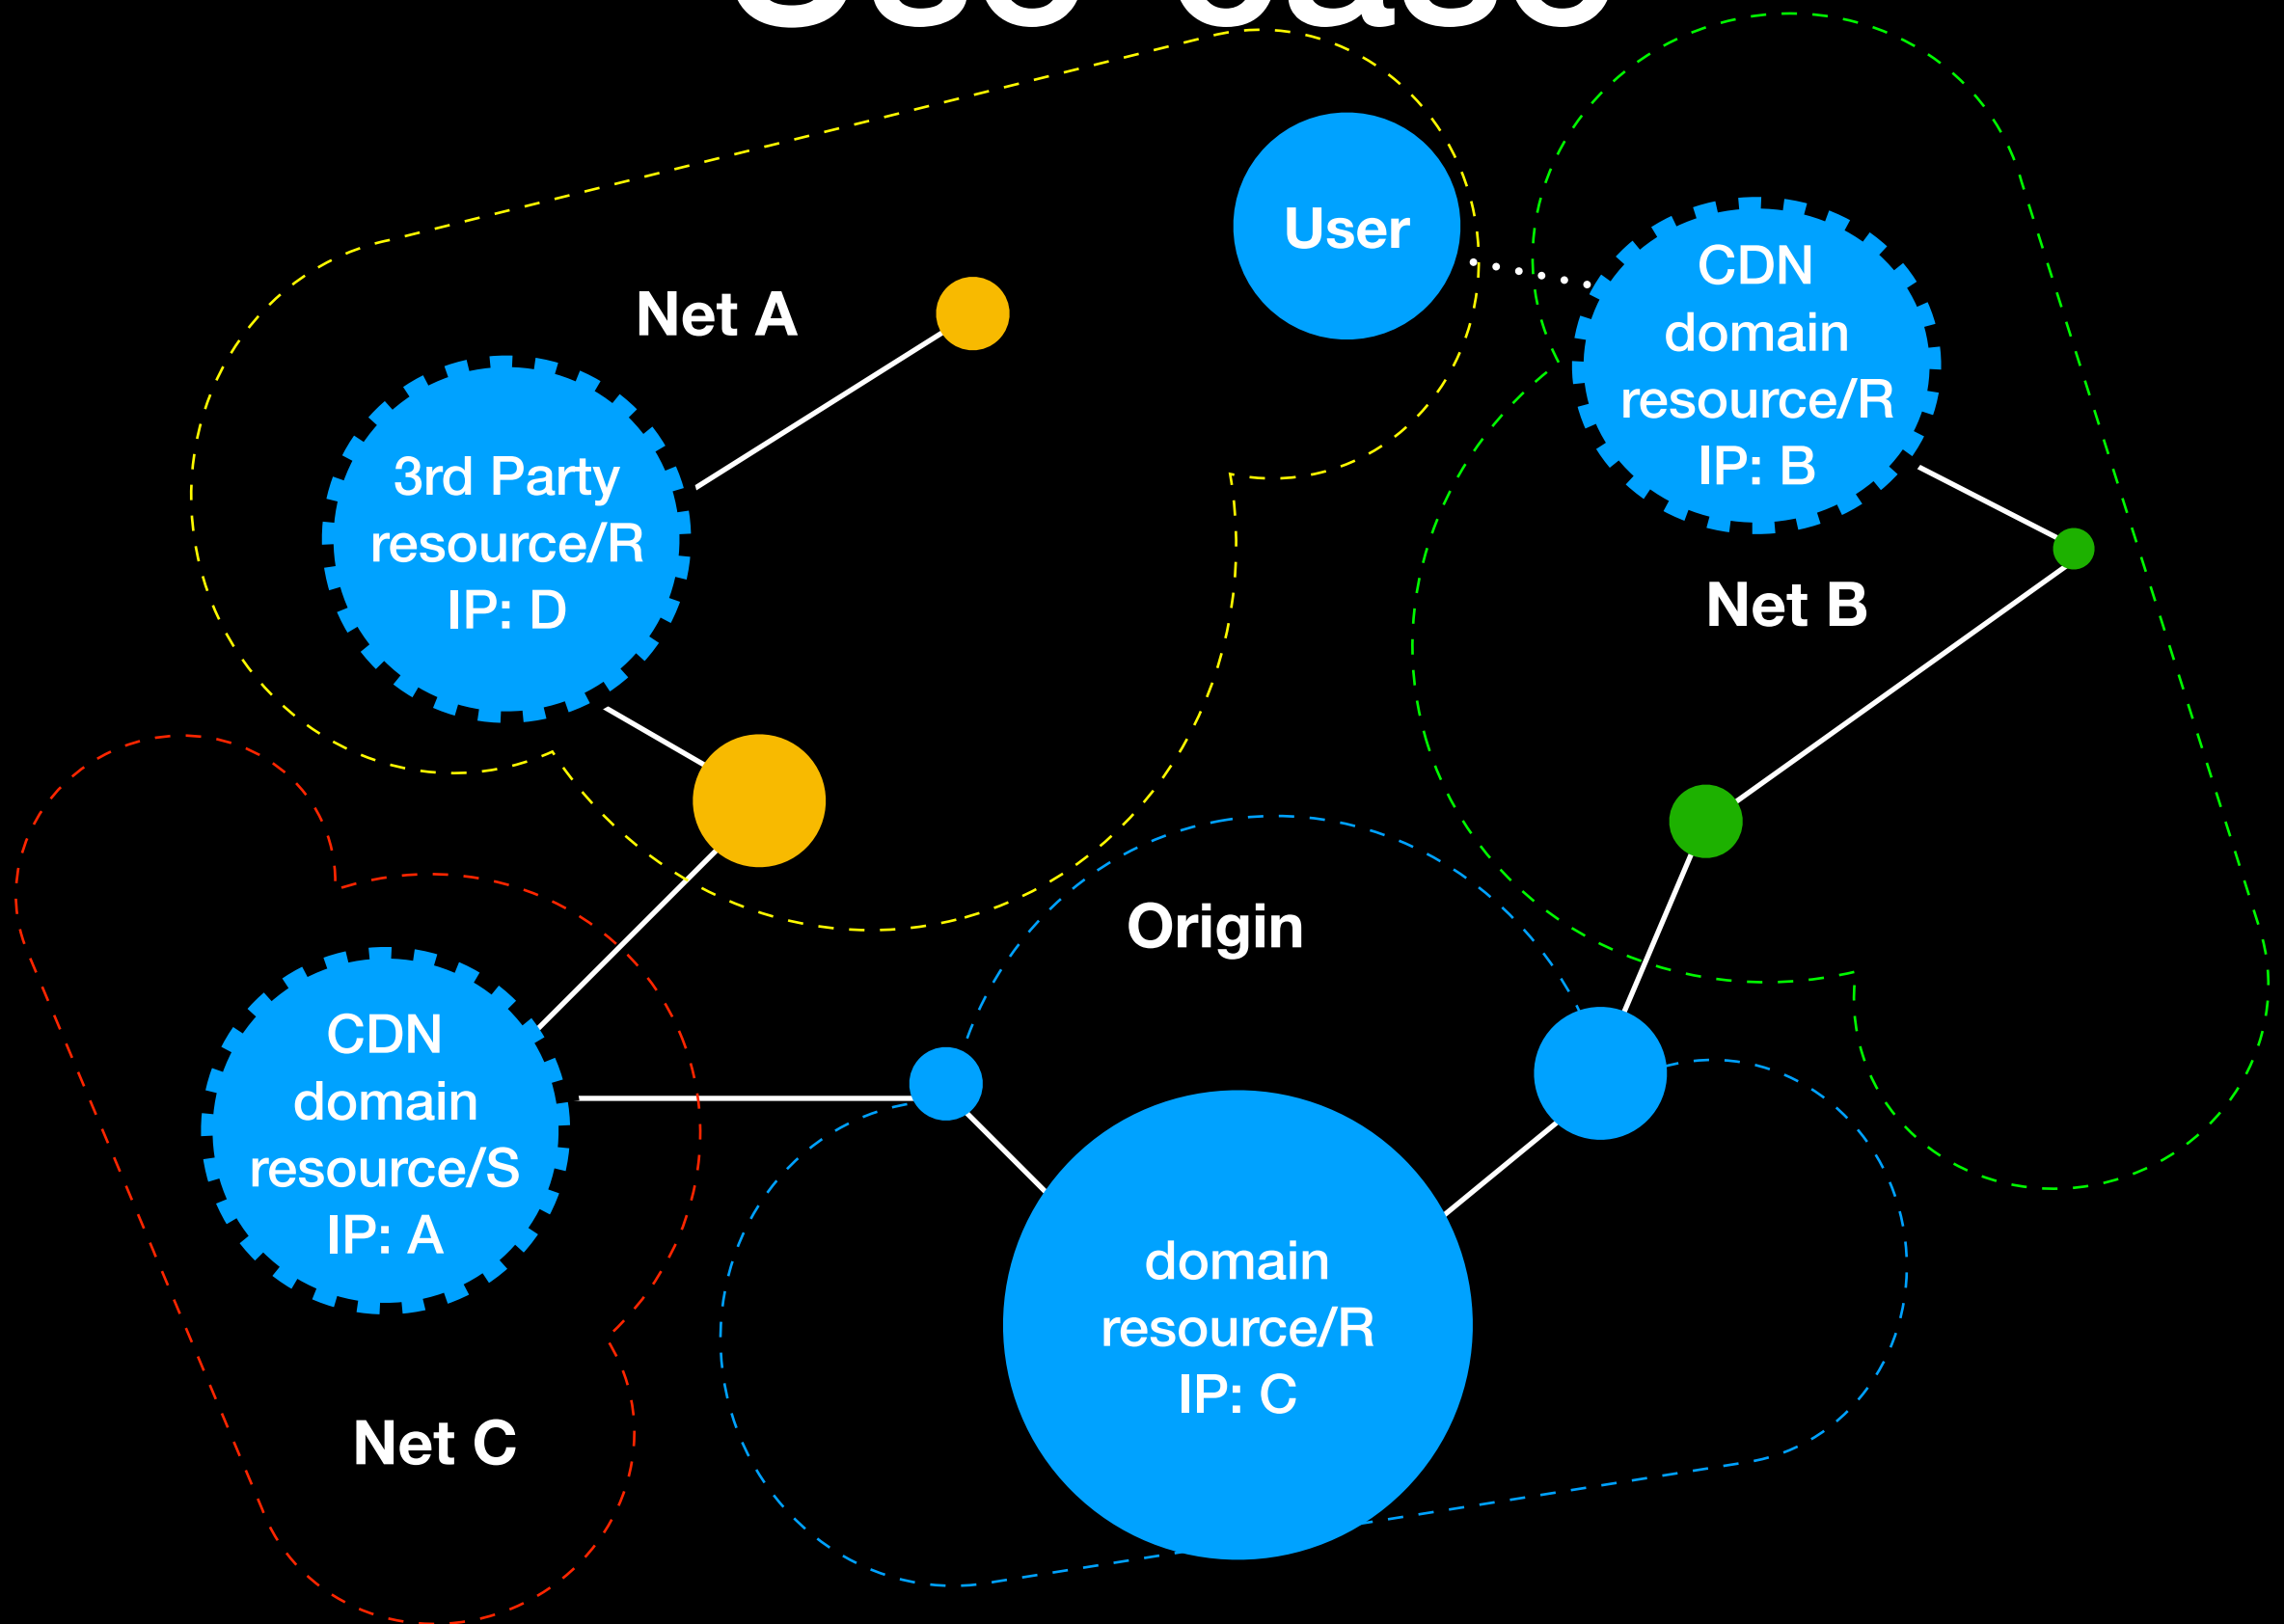 User
CDN
domain
resource/R
IP: B
Net A
3rd Party
resource/R
IP: D
Net B
Origin
CDN
domain
resource/S
IP: A
domain
resource/R
IP: C
Net C